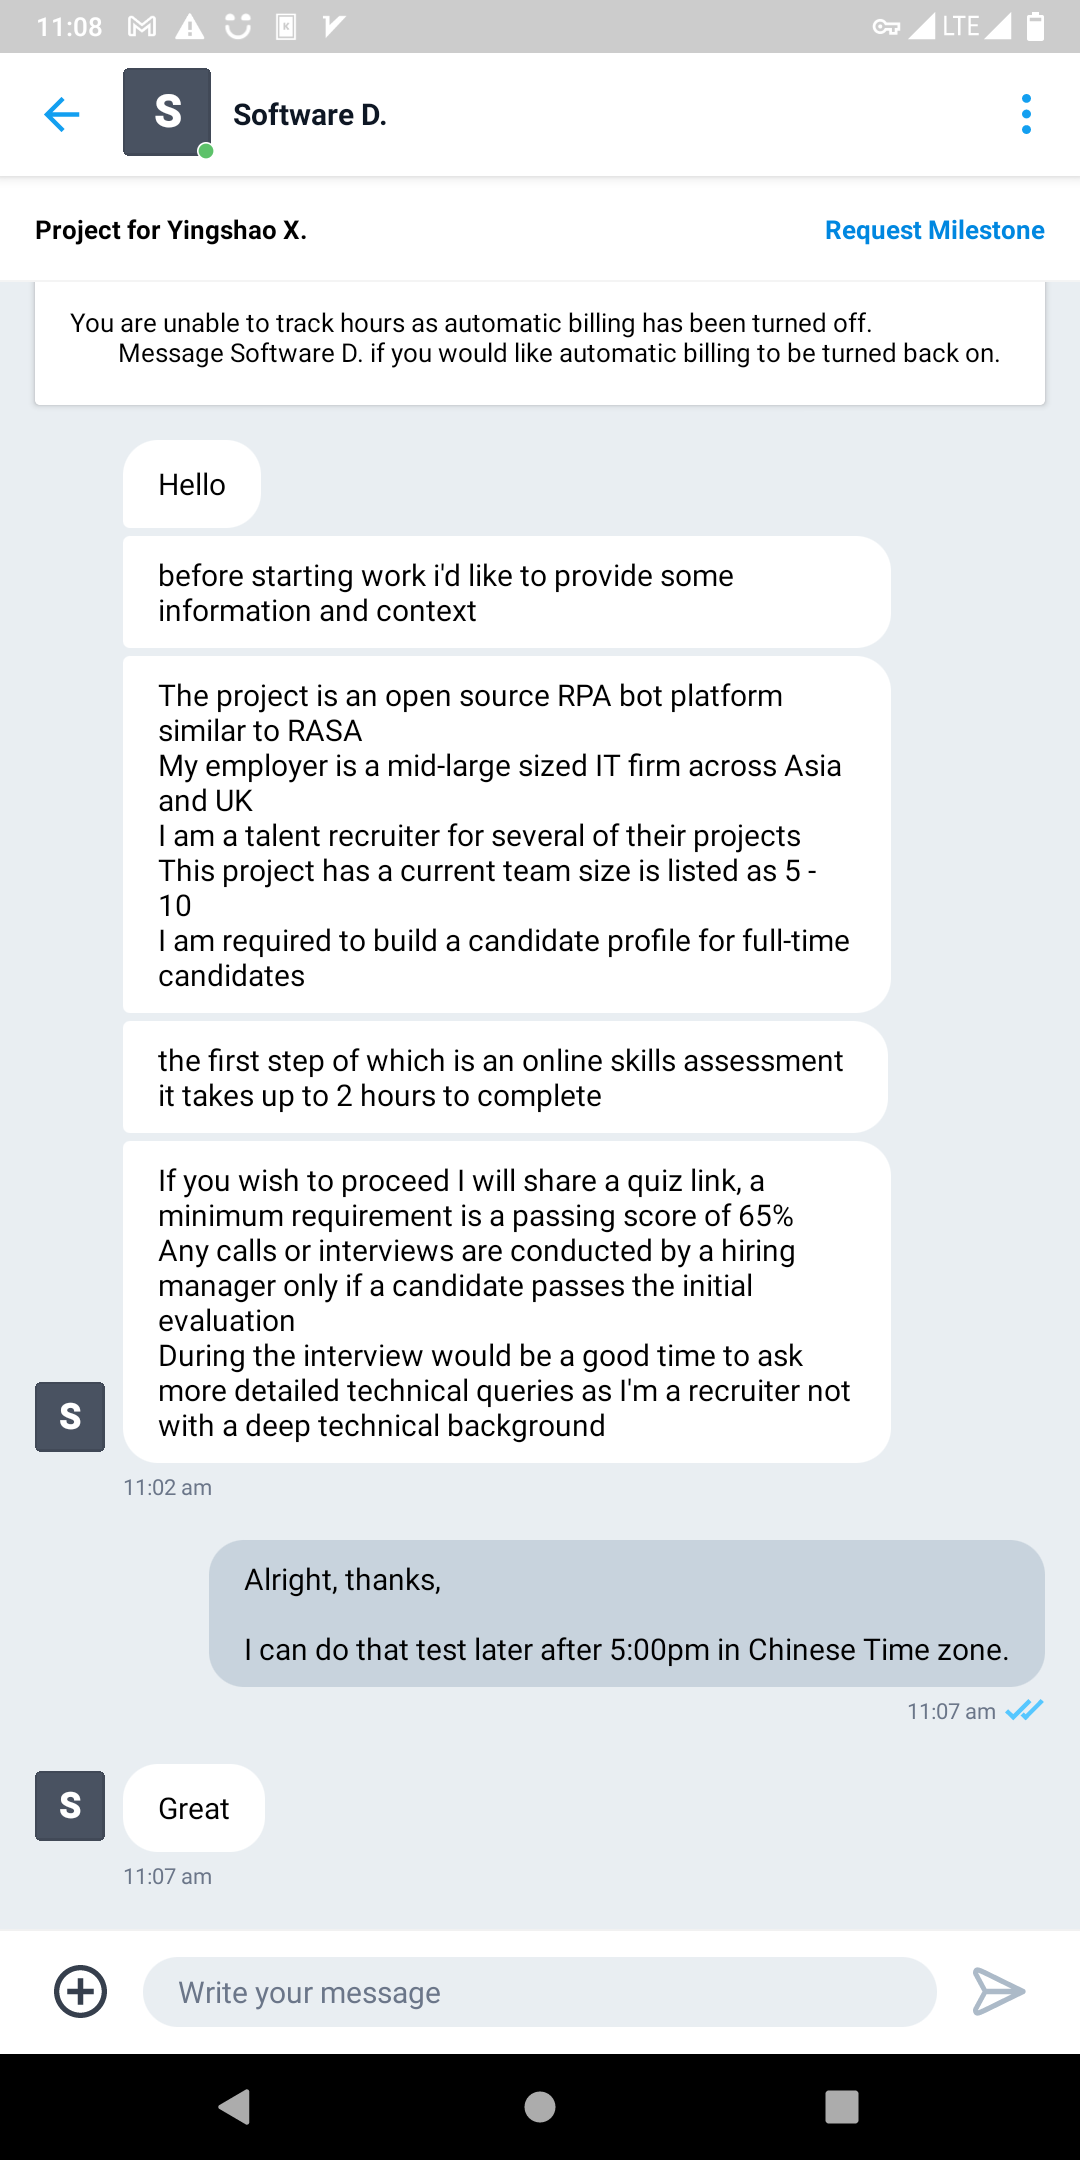 11:08
LTE
S
Software D.
Project for Yingshao X.
Request Milestone
You are unable to track hours as automatic billing has been turned off.
Message Software D. if you would like automatic billing to be turned back on.
Hello
before starting work i'd like to provide some
information and context
The project is an open source RPA bot platform
similar to RASA
My employer is a mid-large sized IT firm across Asia
and UK
I am a talent recruiter for several of their projects
This project has a current team size is listed as 5 -
10
I am required to build a candidate profile for full-time
candidates
the first step of which is an online skills assessment
it takes up to 2 hours to complete
If you wish to proceed I will share a quiz link, a
minimum requirement is a passing score of 65%
Any calls or interviews are conducted by a hiring
manager only if a candidate passes the initial
evaluation
During the interview would be a good time to ask
more detailed technical queries as I'm a recruiter not
with a deep technical background
S
11:02 am
Alright, thanks,
I can do that test later after 5:00pm in Chinese Time zone.
11:07 am
S
Great
11:07 am
Write your message